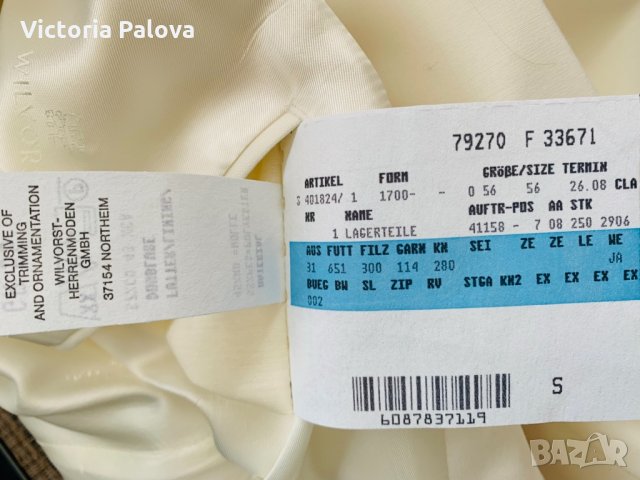 Victoria Palova
WILVOR
EXCLUSIVE OF
TRIMMING
AND ORNAMENTATION
WILVORST-
HERRENMODEN
GMBH
37154 NORTHEIM
79270 F 33671
ARTIKEL FORM GRÖßE/SIZE TERMIN
S 401824/ 1 1700- - 0 56 56 26.08 CLA
NR NAME AUFTR-POS AA STK
1 LAGERTEILE 41158 - 7 08 250 2906
AUS FUTT FILZ GARN KN SEI ZE ZE LE WE
31 651 300 114 280 JA
BUEG BW SL ZIP RV STGA KN2 EX EX EX EX
002
S
6087837119
BAZAR